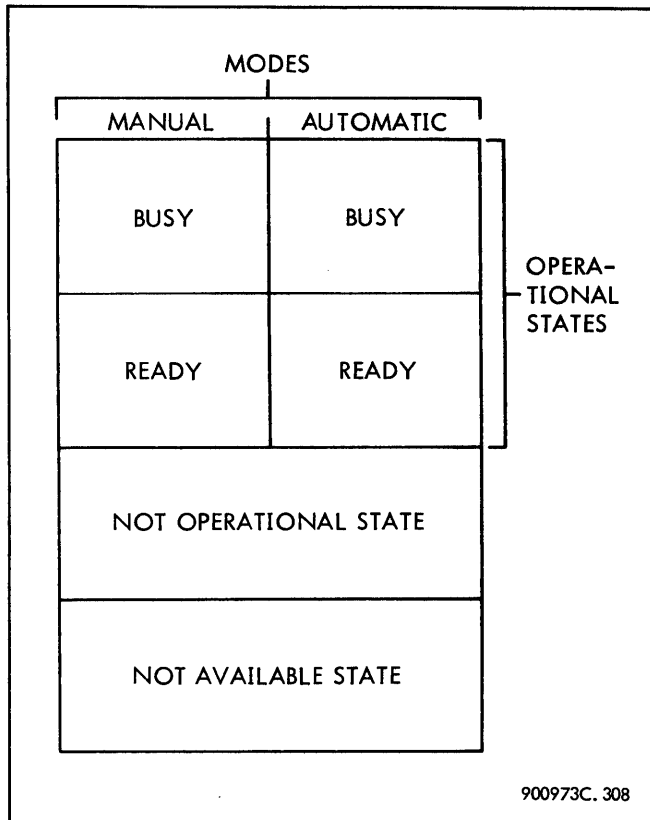 MODES
MANUAL AUTOMATIC
BUSY BUSY
OPERA-
TIONAL
STATES
READY READY
NOT OPERATIONAL STATE
NOT AVAILABLE STATE
900973C. 308